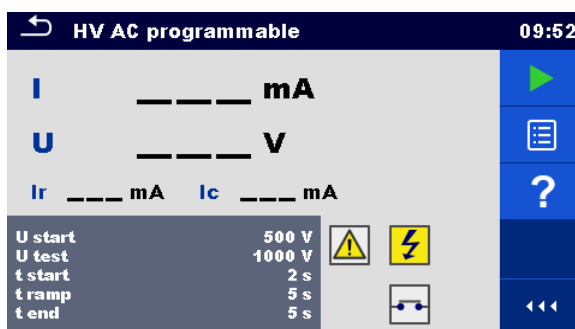 HV AC programmable 09:52
I ___ mA
U ___ V
Ir ___ mA Ic ___ mA
U start 500 V
U test 1000 V
t start 2 s
t ramp 5 s
t end 5 s
?